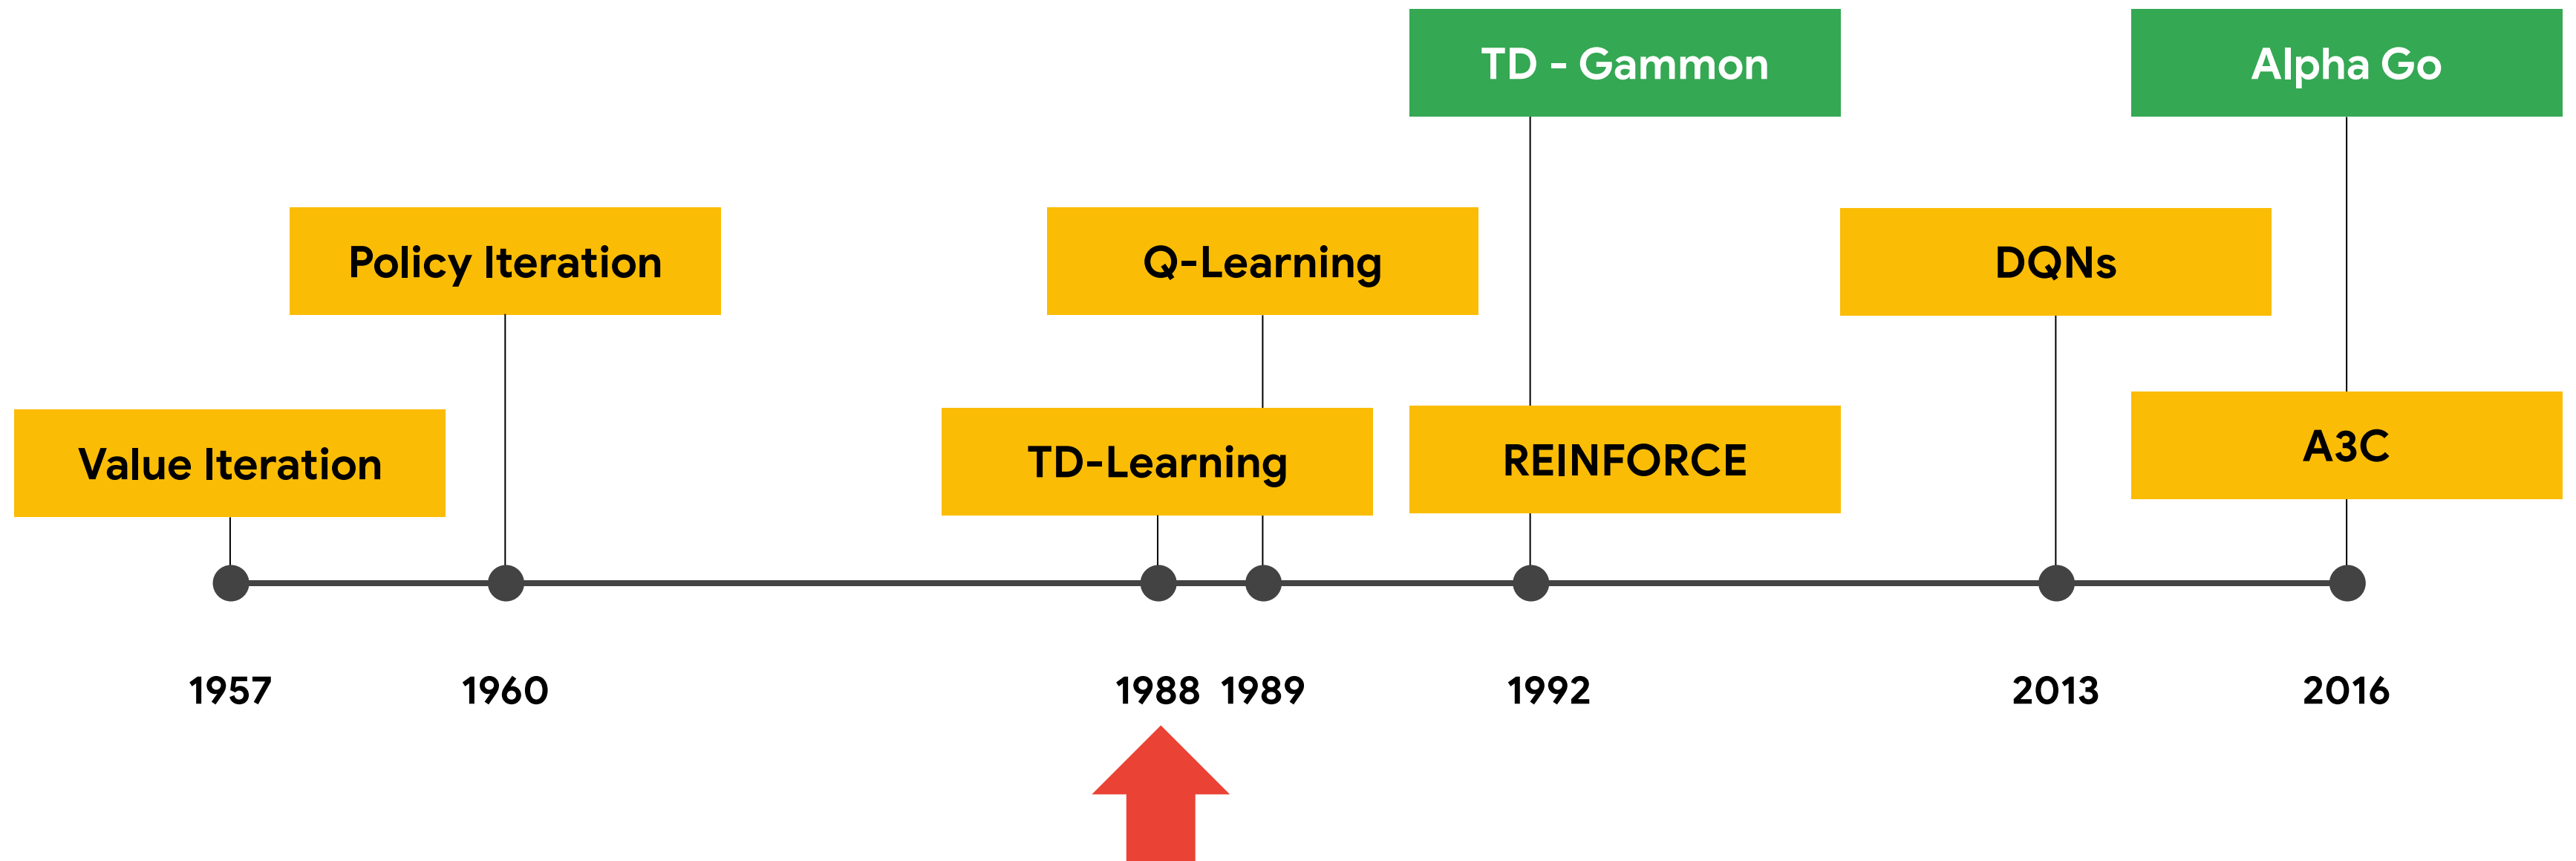 TD - Gammon
Alpha Go
Policy Iteration
Q-Learning
DQNs
Value Iteration
TD-Learning
REINFORCE
A3C
1957
1960
1988
1989
1992
2013
2016